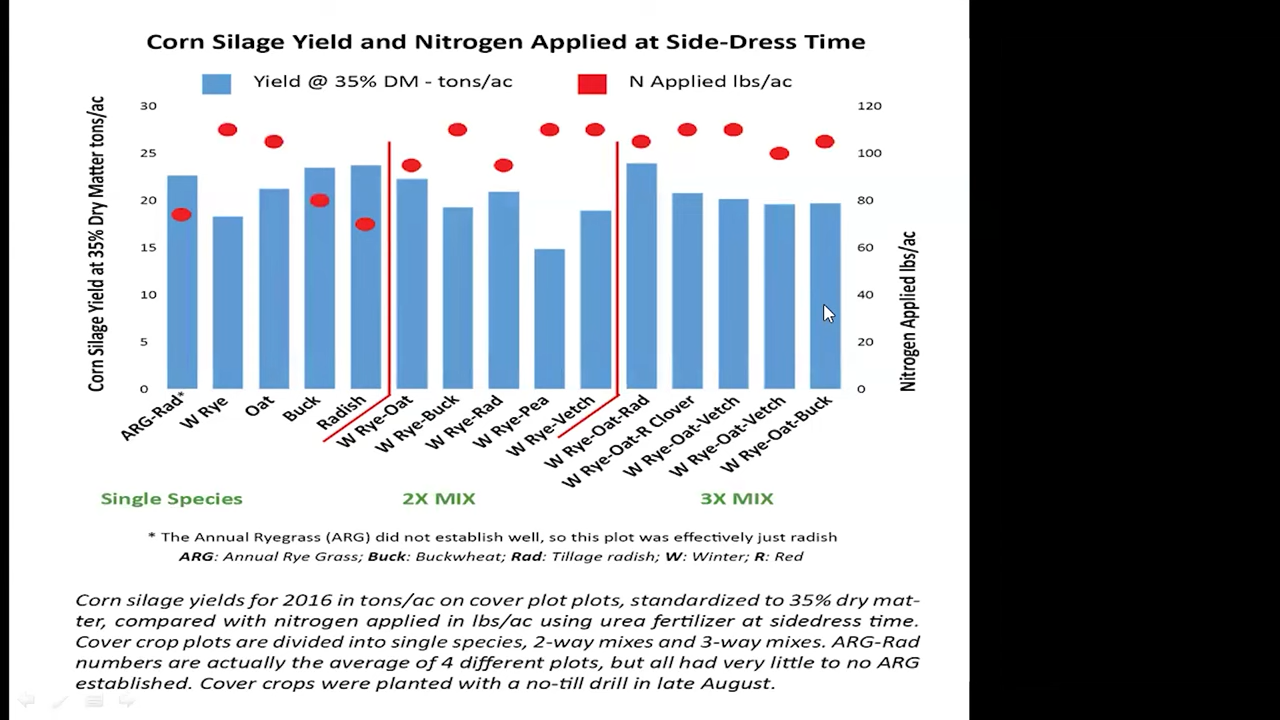 Corn Silage Yield and Nitrogen Applied at Side-Dress Time
Yield @ 35% DM - tons/ac
N Applied lbs/ac
Corn Silage Yield at 35% Dry Matter tons/ac
30
25
20
15
10
5
0
120
100
80
60
40
20
0
Nitrogen Applied lbs/ac
ARG-Rad*
W Rye
Oat
Buck
Radish
W Rye-Oat
W Rye-Buck
W Rye-Rad
W Rye-Pea
W Rye-Vetch
W Rye-Oat-Rad
W Rye-Oat-R Clover
W Rye-Oat-Vetch
W Rye-Oat-Vetch
W Rye-Oat-Buck
Single Species
2X MIX
3X MIX
* The Annual Ryegrass (ARG) did not establish well, so this plot was effectively just radish
ARG: Annual Rye Grass; Buck: Buckwheat; Rad: Tillage radish; W: Winter; R: Red
Corn silage yields for 2016 in tons/ac on cover plot plots, standardized to 35% dry mat-
ter, compared with nitrogen applied in lbs/ac using urea fertilizer at sidedress time.
Cover crop plots are divided into single species, 2-way mixes and 3-way mixes. ARG-Rad
numbers are actually the average of 4 different plots, but all had very little to no ARG
established. Cover crops were planted with a no-till drill in late August.